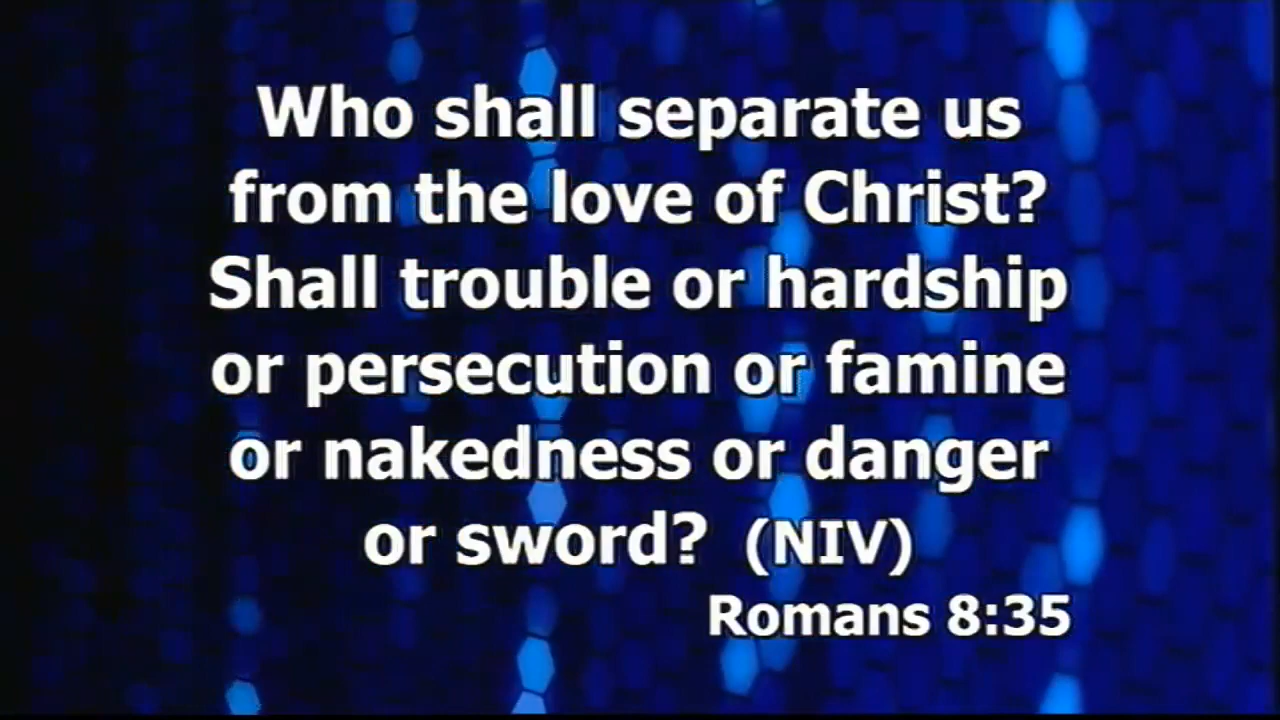 Who shall separate us
from the love of Christ?
Shall trouble or hardship
or persecution or famine
or nakedness or danger
or sword? (NIV)
Romans 8:35